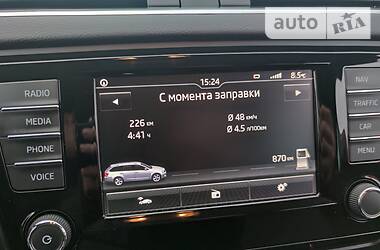 auto RIA
15:24
8.5°C
С момента заправки
226 км
Ø 48 км/ч
4:41 ч
Ø 4.5 л/100км
870 км
RADIO
MEDIA
PHONE
VOICE
NAV
TRAFFIC
CAR
MENU